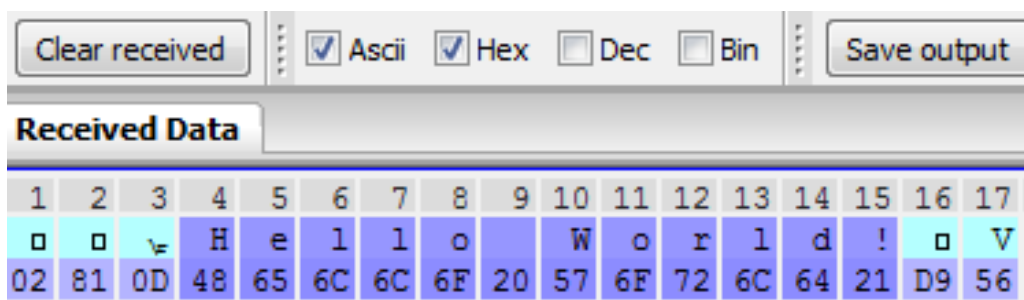 Clear received Ascii Hex Dec Bin Save output
Received Data
1 2 3 4 5 6 7 8 9 10 11 12 13 14 15 16 17
H e l l o W o r l d ! V
02 81 0D 48 65 6C 6C 6F 20 57 6F 72 6C 64 21 D9 56